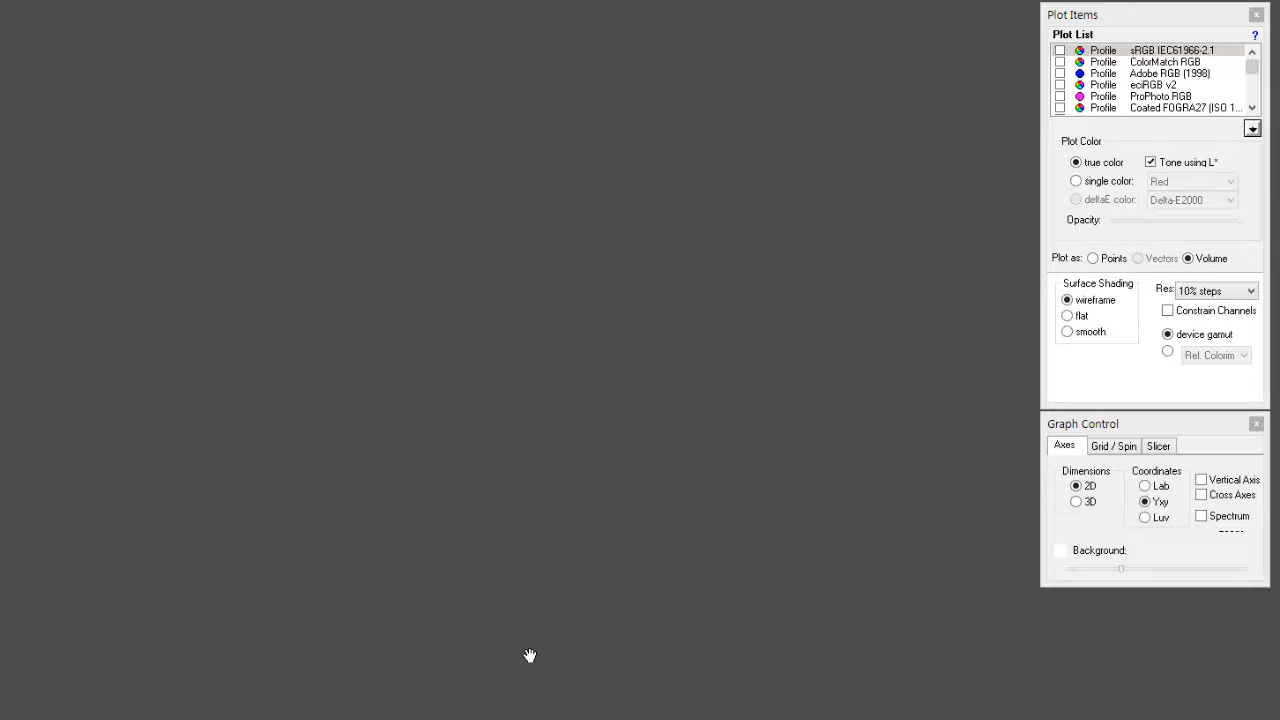 Plot Items
Plot List ?
Profile sRGB IEC61966-2.1
Profile ColorMatch RGB
Profile Adobe RGB (1998)
Profile eciRGB v2
Profile ProPhoto RGB
Profile Coated FOGRA27 (ISO 1...
Plot Color
true color Tone using L*
single color: Red
deltaE color: Delta-E2000
Opacity:
Plot as: Points Vectors Volume
Surface Shading
wireframe
flat
smooth
Res: 10% steps
Constrain Channels
device gamut
Rel. Colorim
Graph Control
Axes Grid / Spin Slicer
Dimensions
2D
3D
Coordinates
Lab
Yxy
Luv
Vertical Axis
Cross Axes
Spectrum
Background: